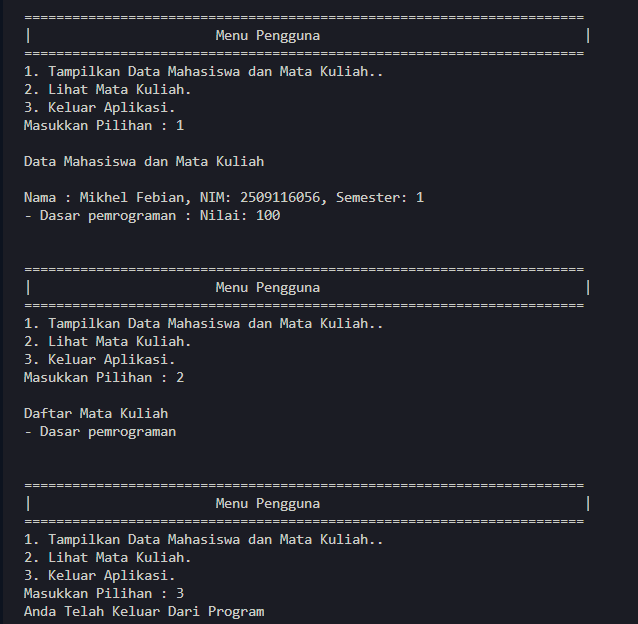 ======================================================================
|                       Menu Pengguna                                 |
======================================================================
1. Tampilkan Data Mahasiswa dan Mata Kuliah..
2. Lihat Mata Kuliah.
3. Keluar Aplikasi.
Masukkan Pilihan : 1

Data Mahasiswa dan Mata Kuliah

Nama : Mikhel Febian, NIM: 2509116056, Semester: 1
- Dasar pemrograman : Nilai: 100


======================================================================
|                       Menu Pengguna                                 |
======================================================================
1. Tampilkan Data Mahasiswa dan Mata Kuliah..
2. Lihat Mata Kuliah.
3. Keluar Aplikasi.
Masukkan Pilihan : 2

Daftar Mata Kuliah
- Dasar pemrograman


======================================================================
|                       Menu Pengguna                                 |
======================================================================
1. Tampilkan Data Mahasiswa dan Mata Kuliah..
2. Lihat Mata Kuliah.
3. Keluar Aplikasi.
Masukkan Pilihan : 3
Anda Telah Keluar Dari Program